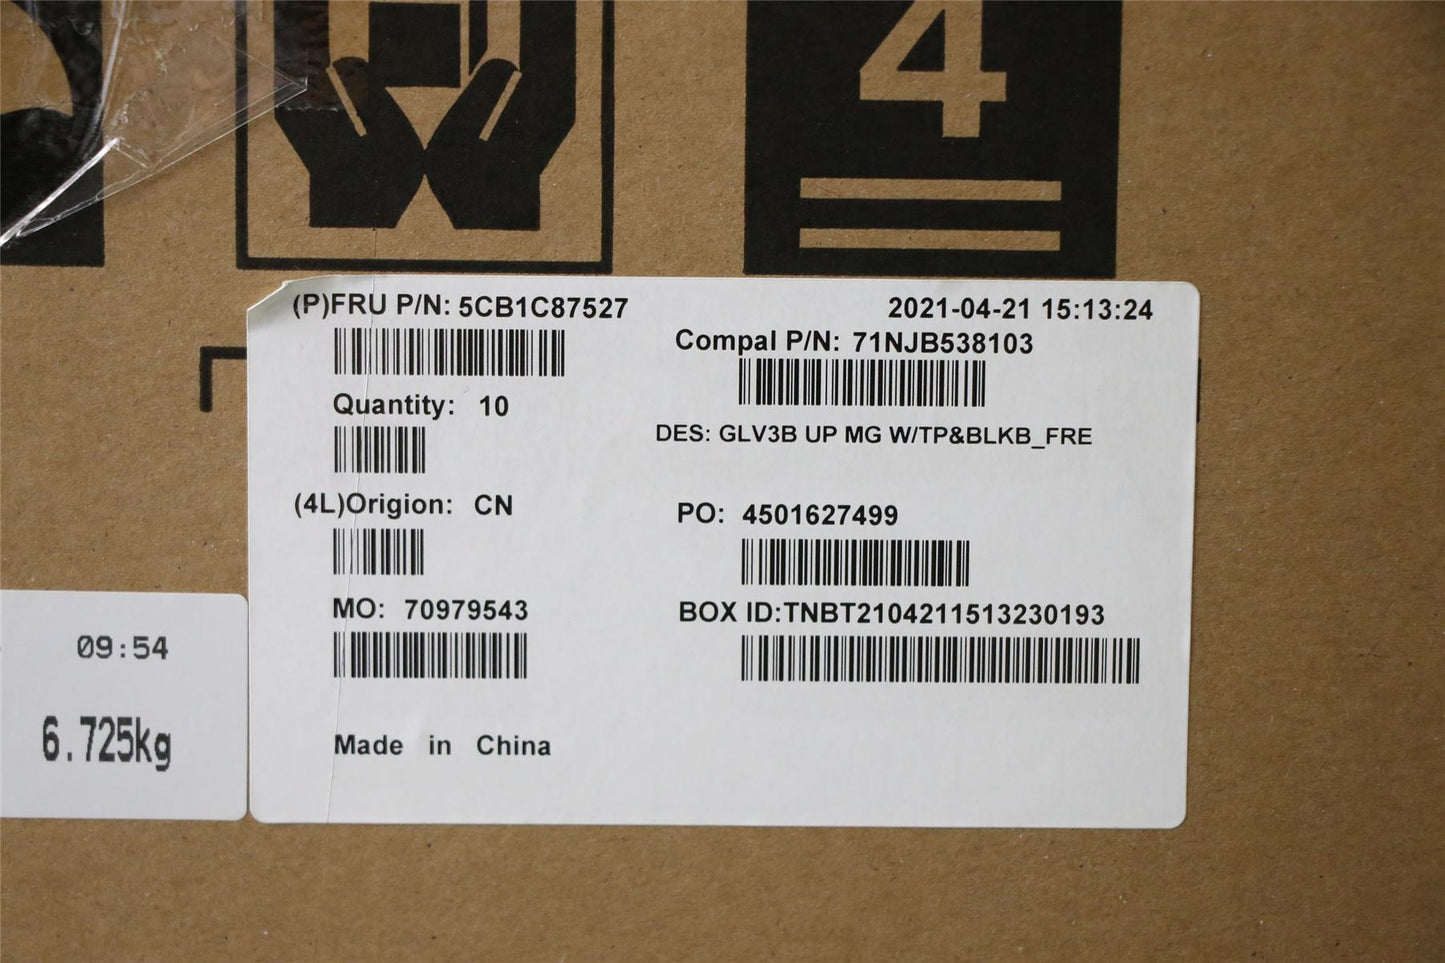 4
(P)FRU P/N: 5CB1C87527
2021-04-21 15:13:24
Compal P/N: 71NJB538103
Quantity: 10
DES: GLV3B UP MG W/TP&BLKB_FRE
(4L)Origion: CN
PO: 4501627499
MO: 70979543
BOX ID:TNBT2104211513230193
Made in China
09:54
6.725kg